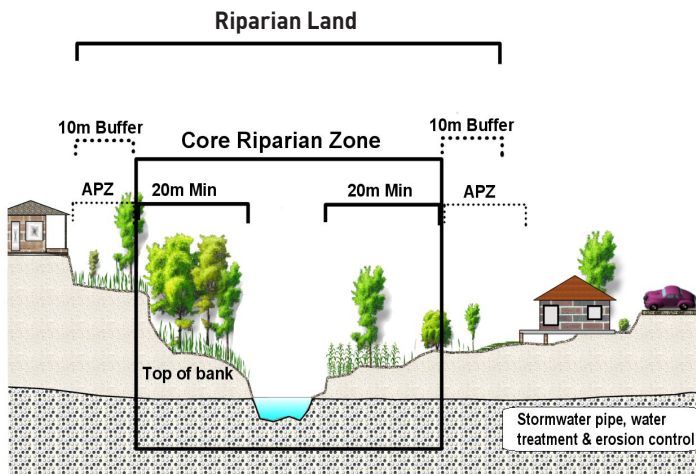 Riparian Land
10m Buffer
10m Buffer
Core Riparian Zone
APZ
20m Min
20m Min
APZ
Top of bank
Stormwater pipe, water
treatment & erosion control